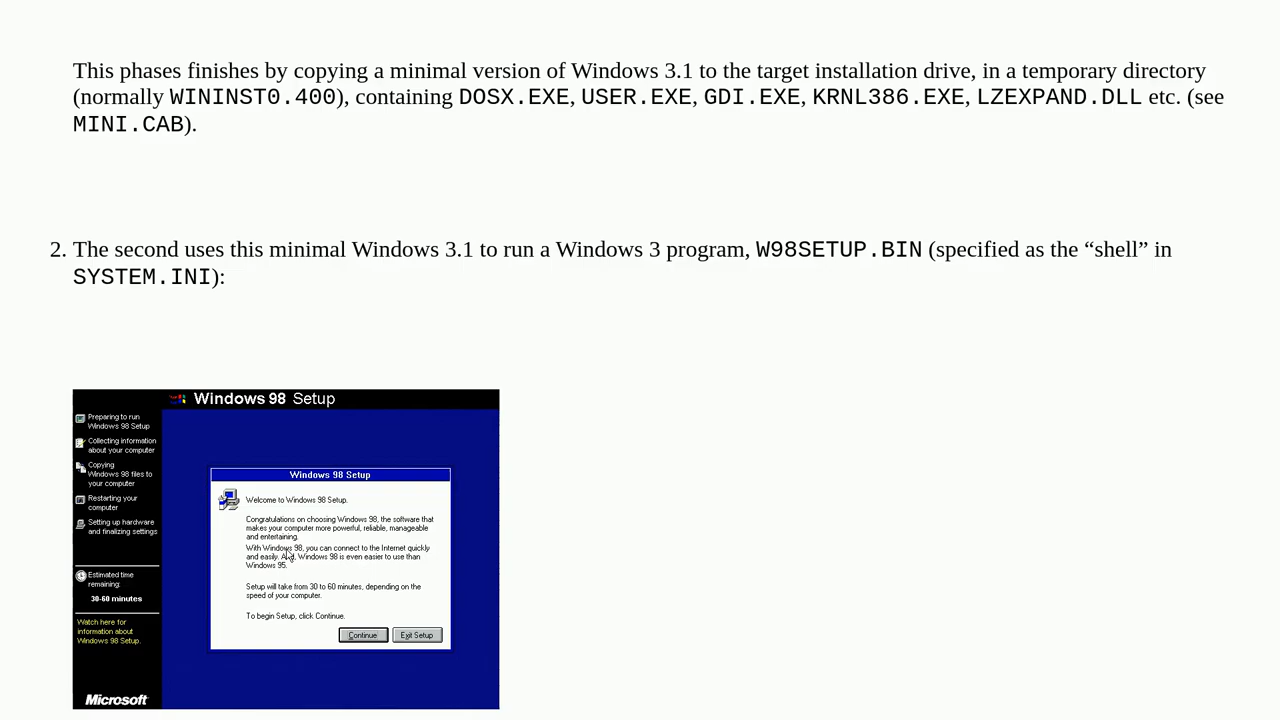 This phases finishes by copying a minimal version of Windows 3.1 to the target installation drive, in a temporary directory
(normally WININST0.400), containing DOSX.EXE, USER.EXE, GDI.EXE, KRNL386.EXE, LZEXPAND.DLL etc. (see
MINI.CAB).
2. The second uses this minimal Windows 3.1 to run a Windows 3 program, W98SETUP.BIN (specified as the “shell” in
SYSTEM.INI):
Windows 98 Setup
Preparing to run
Windows 98 Setup
Collecting information
about your computer
Copying
Windows 98 files to
your computer
Restarting your
computer
Setting up hardware
and finalizing settings
Estimated time
remaining:
30-60 minutes
Watch here for
information about
Windows 98 Setup.
Microsoft
Windows 98 Setup
Welcome to Windows 98 Setup.
Congratulations on choosing Windows 98, the software that
makes your computer more powerful, reliable, manageable
and entertaining.
With Windows 98, you can connect to the Internet quickly
and easily. And, Windows 98 is even easier to use than
Windows 95.
Setup will take from 30 to 60 minutes, depending on the
speed of your computer.
To begin Setup, click Continue.
Continue
Exit Setup